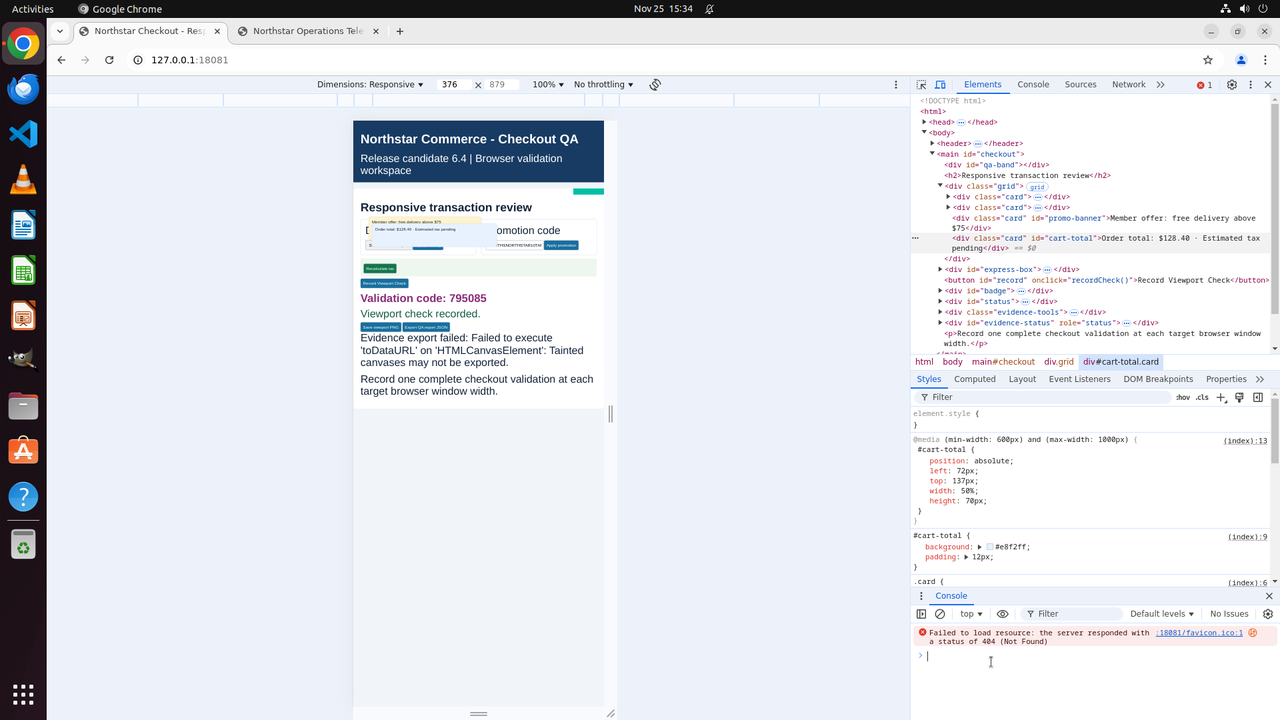 Activities
Google Chrome
Nov 25 15:34
Northstar Checkout - Res
Northstar Operations Tele
127.0.0.1:18081
Dimensions: Responsive
376 × 879
100%
No throttling
Elements
Console
Sources
Network
1
Northstar Commerce - Checkout QA
Release candidate 6.4 | Browser validation
workspace
Responsive transaction review
Member offer: free delivery above $75
Order total: $128.40 · Estimated tax pending
omotion code
Apply promotion
Recalculate tax
Record Viewport Check
Validation code: 795085
Viewport check recorded.
Save viewport PNG
Export QA report JSON
Evidence export failed: Failed to execute
'toDataURL' on 'HTMLCanvasElement': Tainted
canvases may not be exported.
Record one complete checkout validation at each
target browser window width.
<!DOCTYPE html>
<html>
<head> … </head>
<body>
<header> … </header>
<main id="checkout">
<div id="qa-band"></div>
<h2>Responsive transaction review</h2>
<div class="grid"> grid
<div class="card"> … </div>
<div class="card"> … </div>
<div class="card" id="promo-banner">Member offer: free delivery above
$75</div>
<div class="card" id="cart-total">Order total: $128.40 · Estimated tax
pending</div> == $0
</div>
<div id="express-box"> … </div>
<button id="record" onclick="recordCheck()">Record Viewport Check</button>
<div id="badge"> … </div>
<div id="status"> … </div>
<div class="evidence-tools"> … </div>
<div id="evidence-status" role="status"> … </div>
<p>Record one complete checkout validation at each target browser window
width.</p>
html
body
main#checkout
div.grid
div#cart-total.card
Styles
Computed
Layout
Event Listeners
DOM Breakpoints
Properties
Filter
:hov .cls
element.style {
}
@media (min-width: 600px) and (max-width: 1000px) {
(index):13
#cart-total {
position: absolute;
left: 72px;
top: 137px;
width: 50%;
height: 70px;
}
}
#cart-total {
(index):9
background: #e8f2ff;
padding: 12px;
}
.card {
(index):6
Console
top
Filter
Default levels
No Issues
Failed to load resource: the server responded with
:18081/favicon.ico:1
a status of 404 (Not Found)